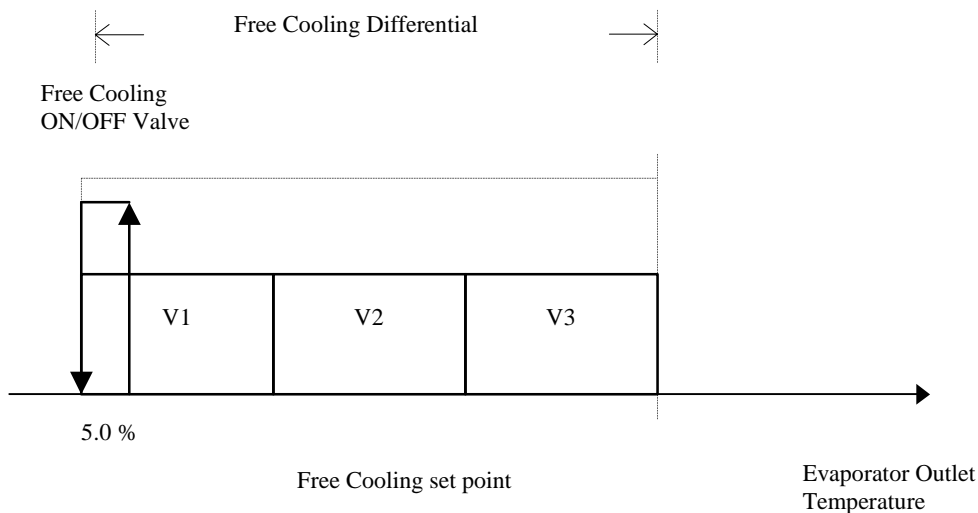 Free Cooling Differential
Free Cooling
ON/OFF Valve
V1
V2
V3
5.0 %
Free Cooling set point
Evaporator Outlet
Temperature